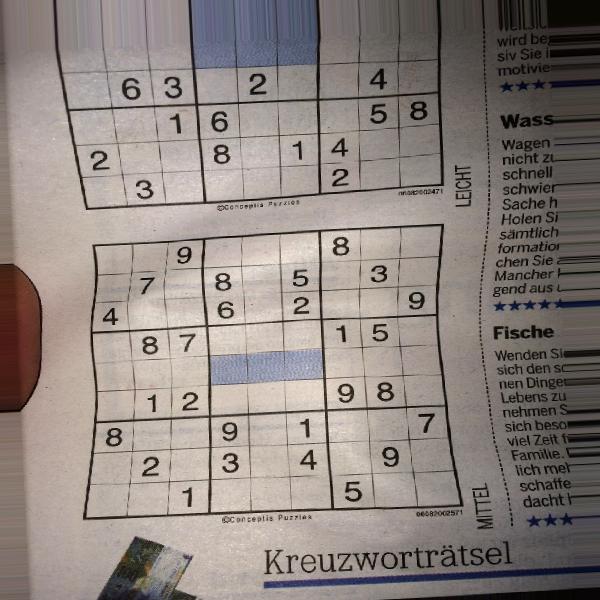 wird be
siv Sie i
motivie
★★★
6 3 2 4
1 6 5 8
2 8 1 4
3 2
©Conceptis Puzzles 06082002471
LEICHT
Wass
Wagen
nicht zu
schnell
schwier
Sache h
Holen Si
sämtlich
formation
chen Sie
Mancher
gend aus
★★★★★
9 8
7 8 5 3
4 6 2 9
8 7 1 5
1 2 9 8
8 9 1 7
2 3 4 9
1 5
©Conceptis Puzzles 06082002571
MITTEL
Fische
Wenden Si
sich den s
nen Dinge
Lebens zu
nehmen S
sich beso
viel Zeit f
Familie.
lich mel
schaffe
dacht
★★★
Kreuzworträtsel